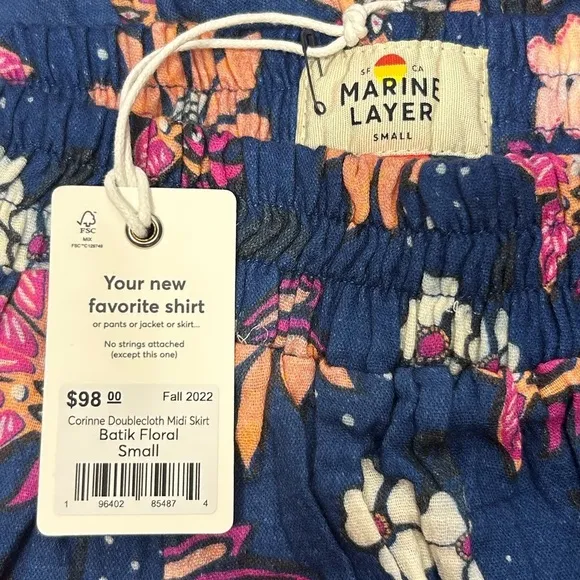 SF CA
MARINE
LAYER
SMALL
FSC
MIX
Your new
favorite shirt
or pants or jacket or skirt...
No strings attached
(except this one)
$98 00 Fall 2022
Corinne Doublecloth Midi Skirt
Batik Floral
Small
1 96402 85487 4